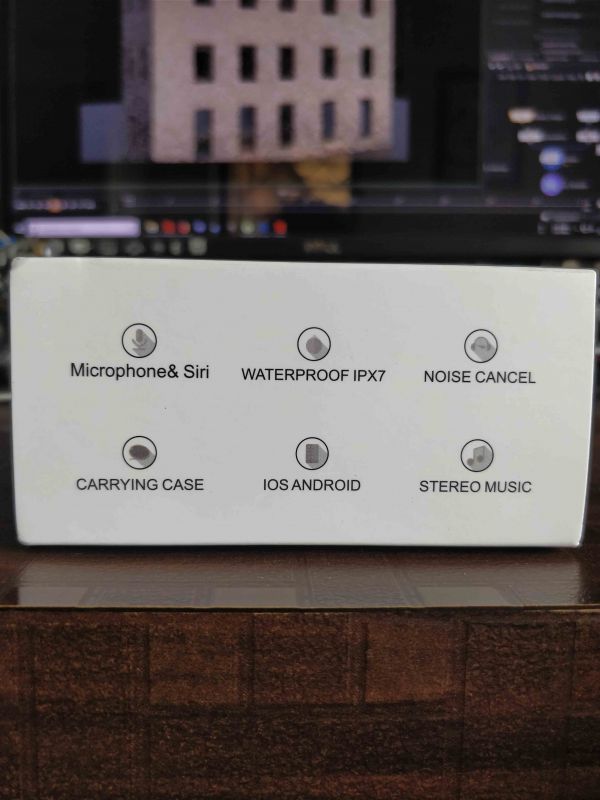 Microphone& Siri
WATERPROOF IPX7
NOISE CANCEL
CARRYING CASE
IOS ANDROID
STEREO MUSIC